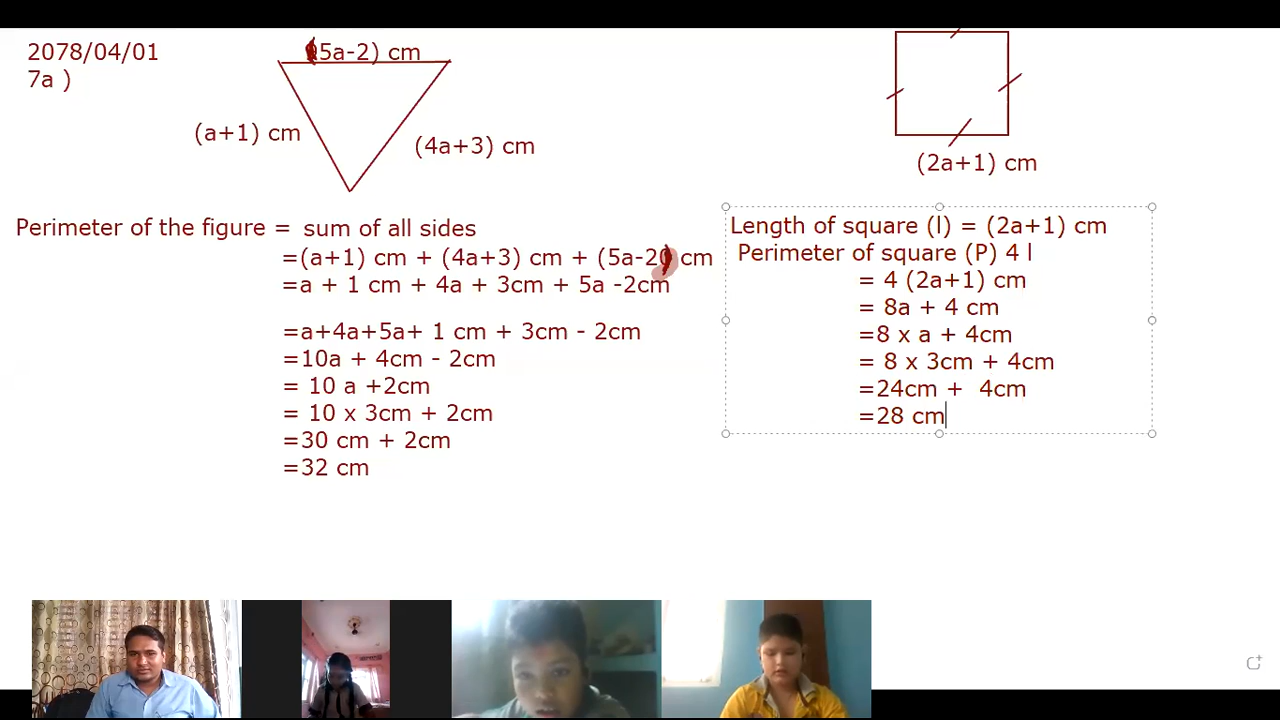 2078/04/01
7a )
(5a-2) cm
(a+1) cm
(4a+3) cm
Perimeter of the figure = sum of all sides
=(a+1) cm + (4a+3) cm + (5a-2) cm
=a + 1 cm + 4a + 3cm + 5a -2cm
=a+4a+5a+ 1 cm + 3cm - 2cm
=10a + 4cm - 2cm
= 10 a +2cm
= 10 x 3cm + 2cm
=30 cm + 2cm
=32 cm
(2a+1) cm
Length of square (l) = (2a+1) cm
Perimeter of square (P) 4 l
= 4 (2a+1) cm
= 8a + 4 cm
=8 x a + 4cm
= 8 x 3cm + 4cm
=24cm + 4cm
=28 cm